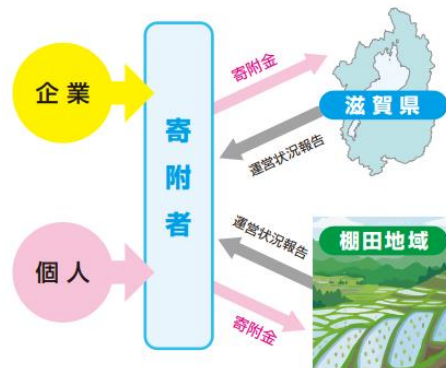 企業
個人
寄附者
寄附金
滋賀県
運営状況報告
運営状況報告
棚田地域
寄附金